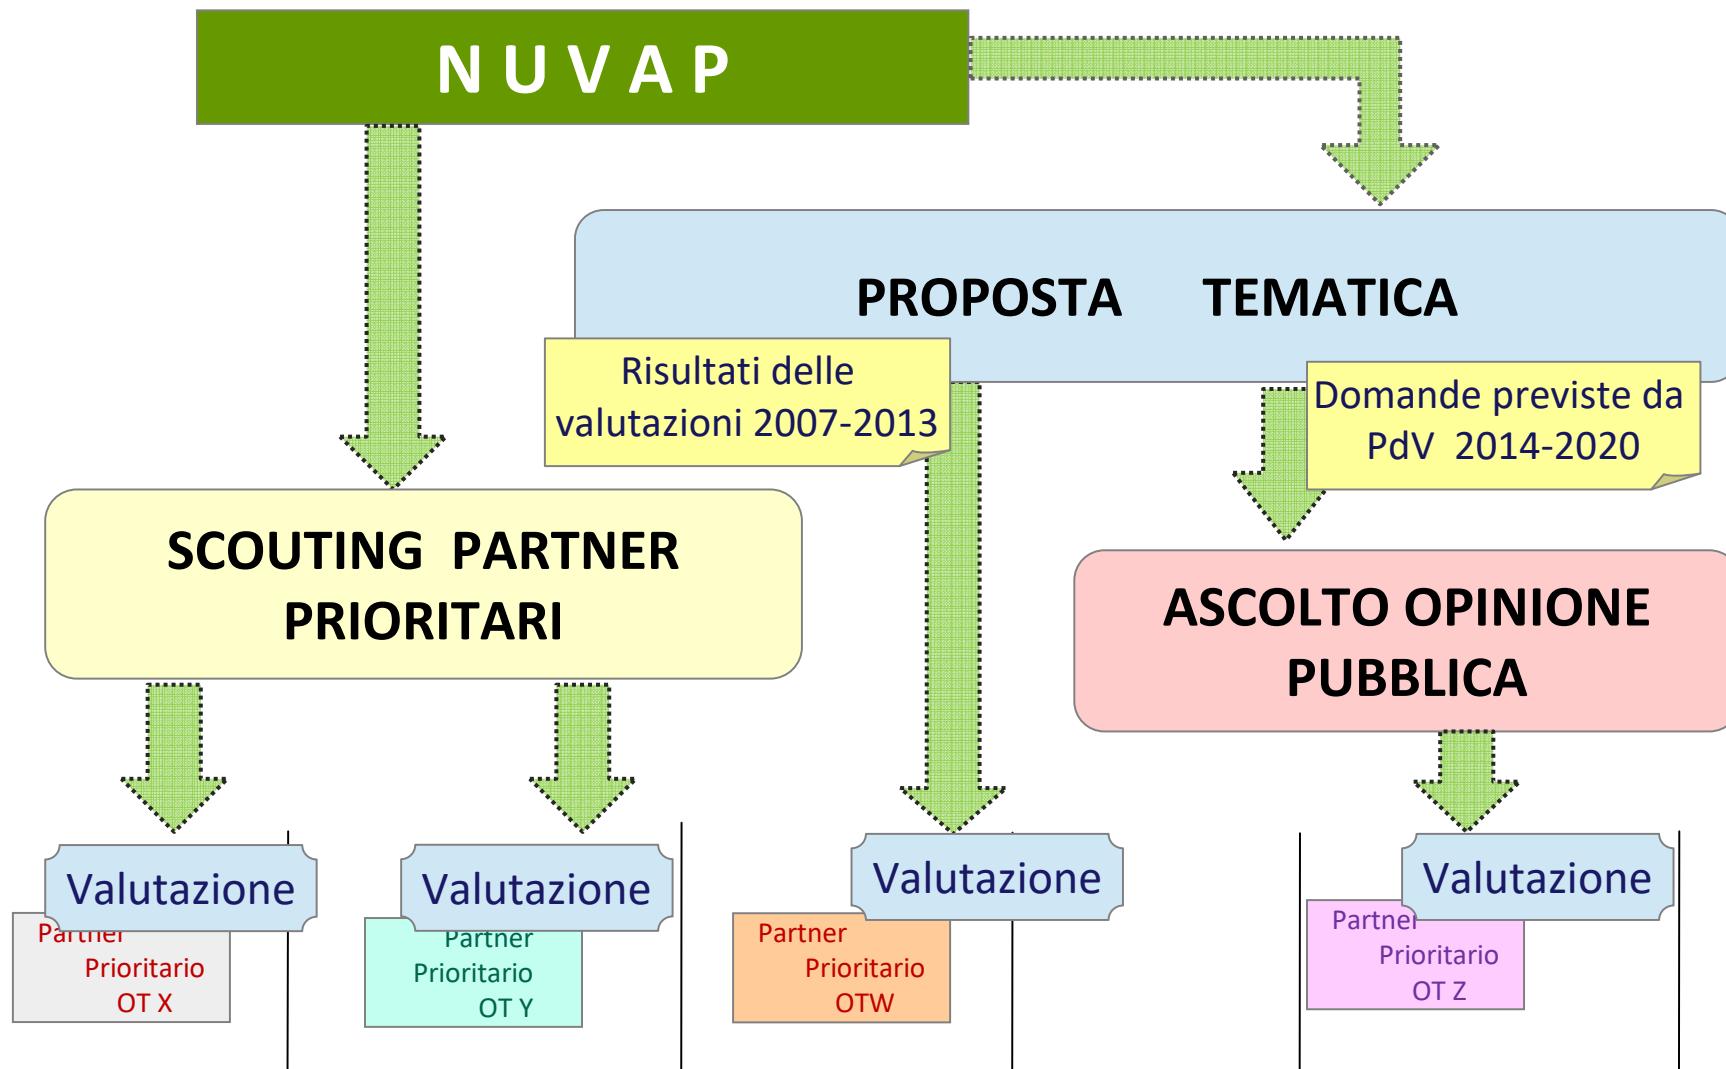 N U V A P
PROPOSTA TEMATICA
Risultati delle
valutazioni 2007-2013
Domande previste da
PdV 2014-2020
SCOUTING PARTNER
PRIORITARI
ASCOLTO OPINIONE
PUBBLICA
Valutazione
Partner
Prioritario
OT X
Valutazione
Partner
Prioritario
OT Y
Valutazione
Partner
Prioritario
OTW
Valutazione
Partner
Prioritario
OT Z